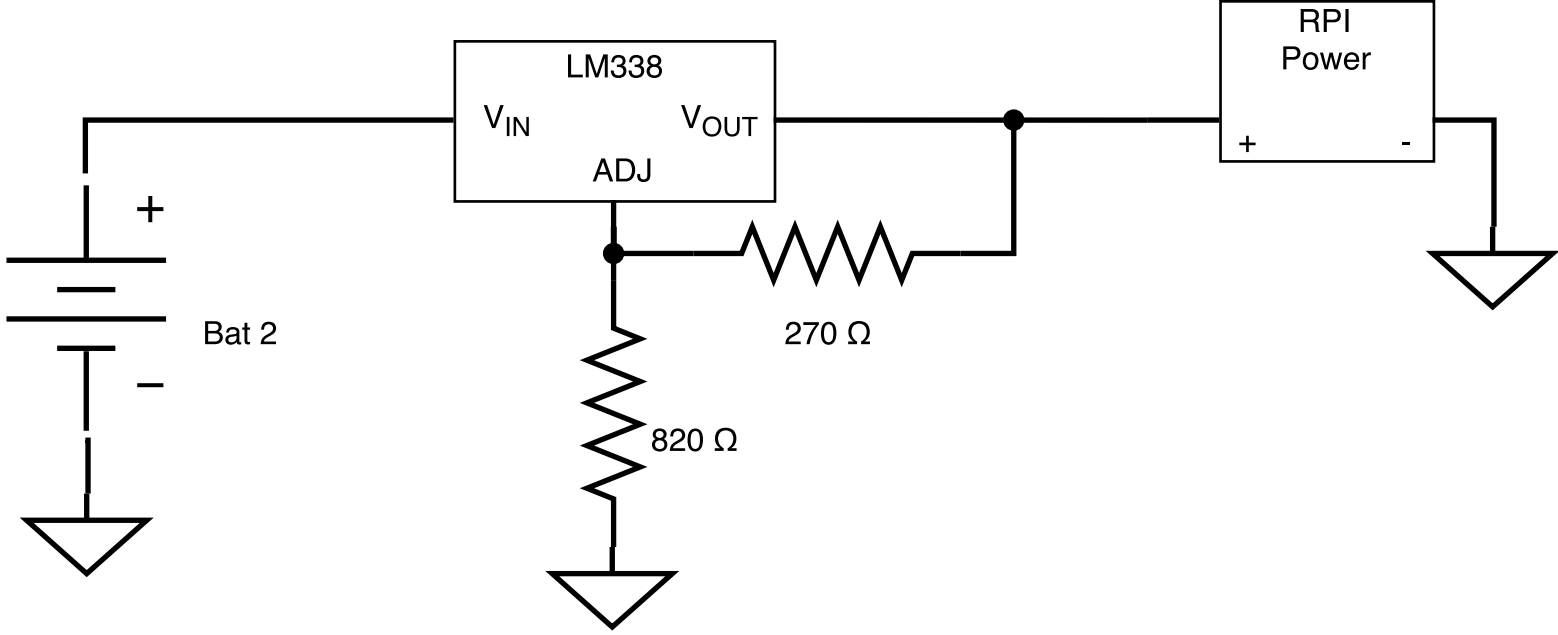 RPI
Power
+
-
LM338
VIN
VOUT
ADJ
+
Bat 2
−
270 Ω
820 Ω